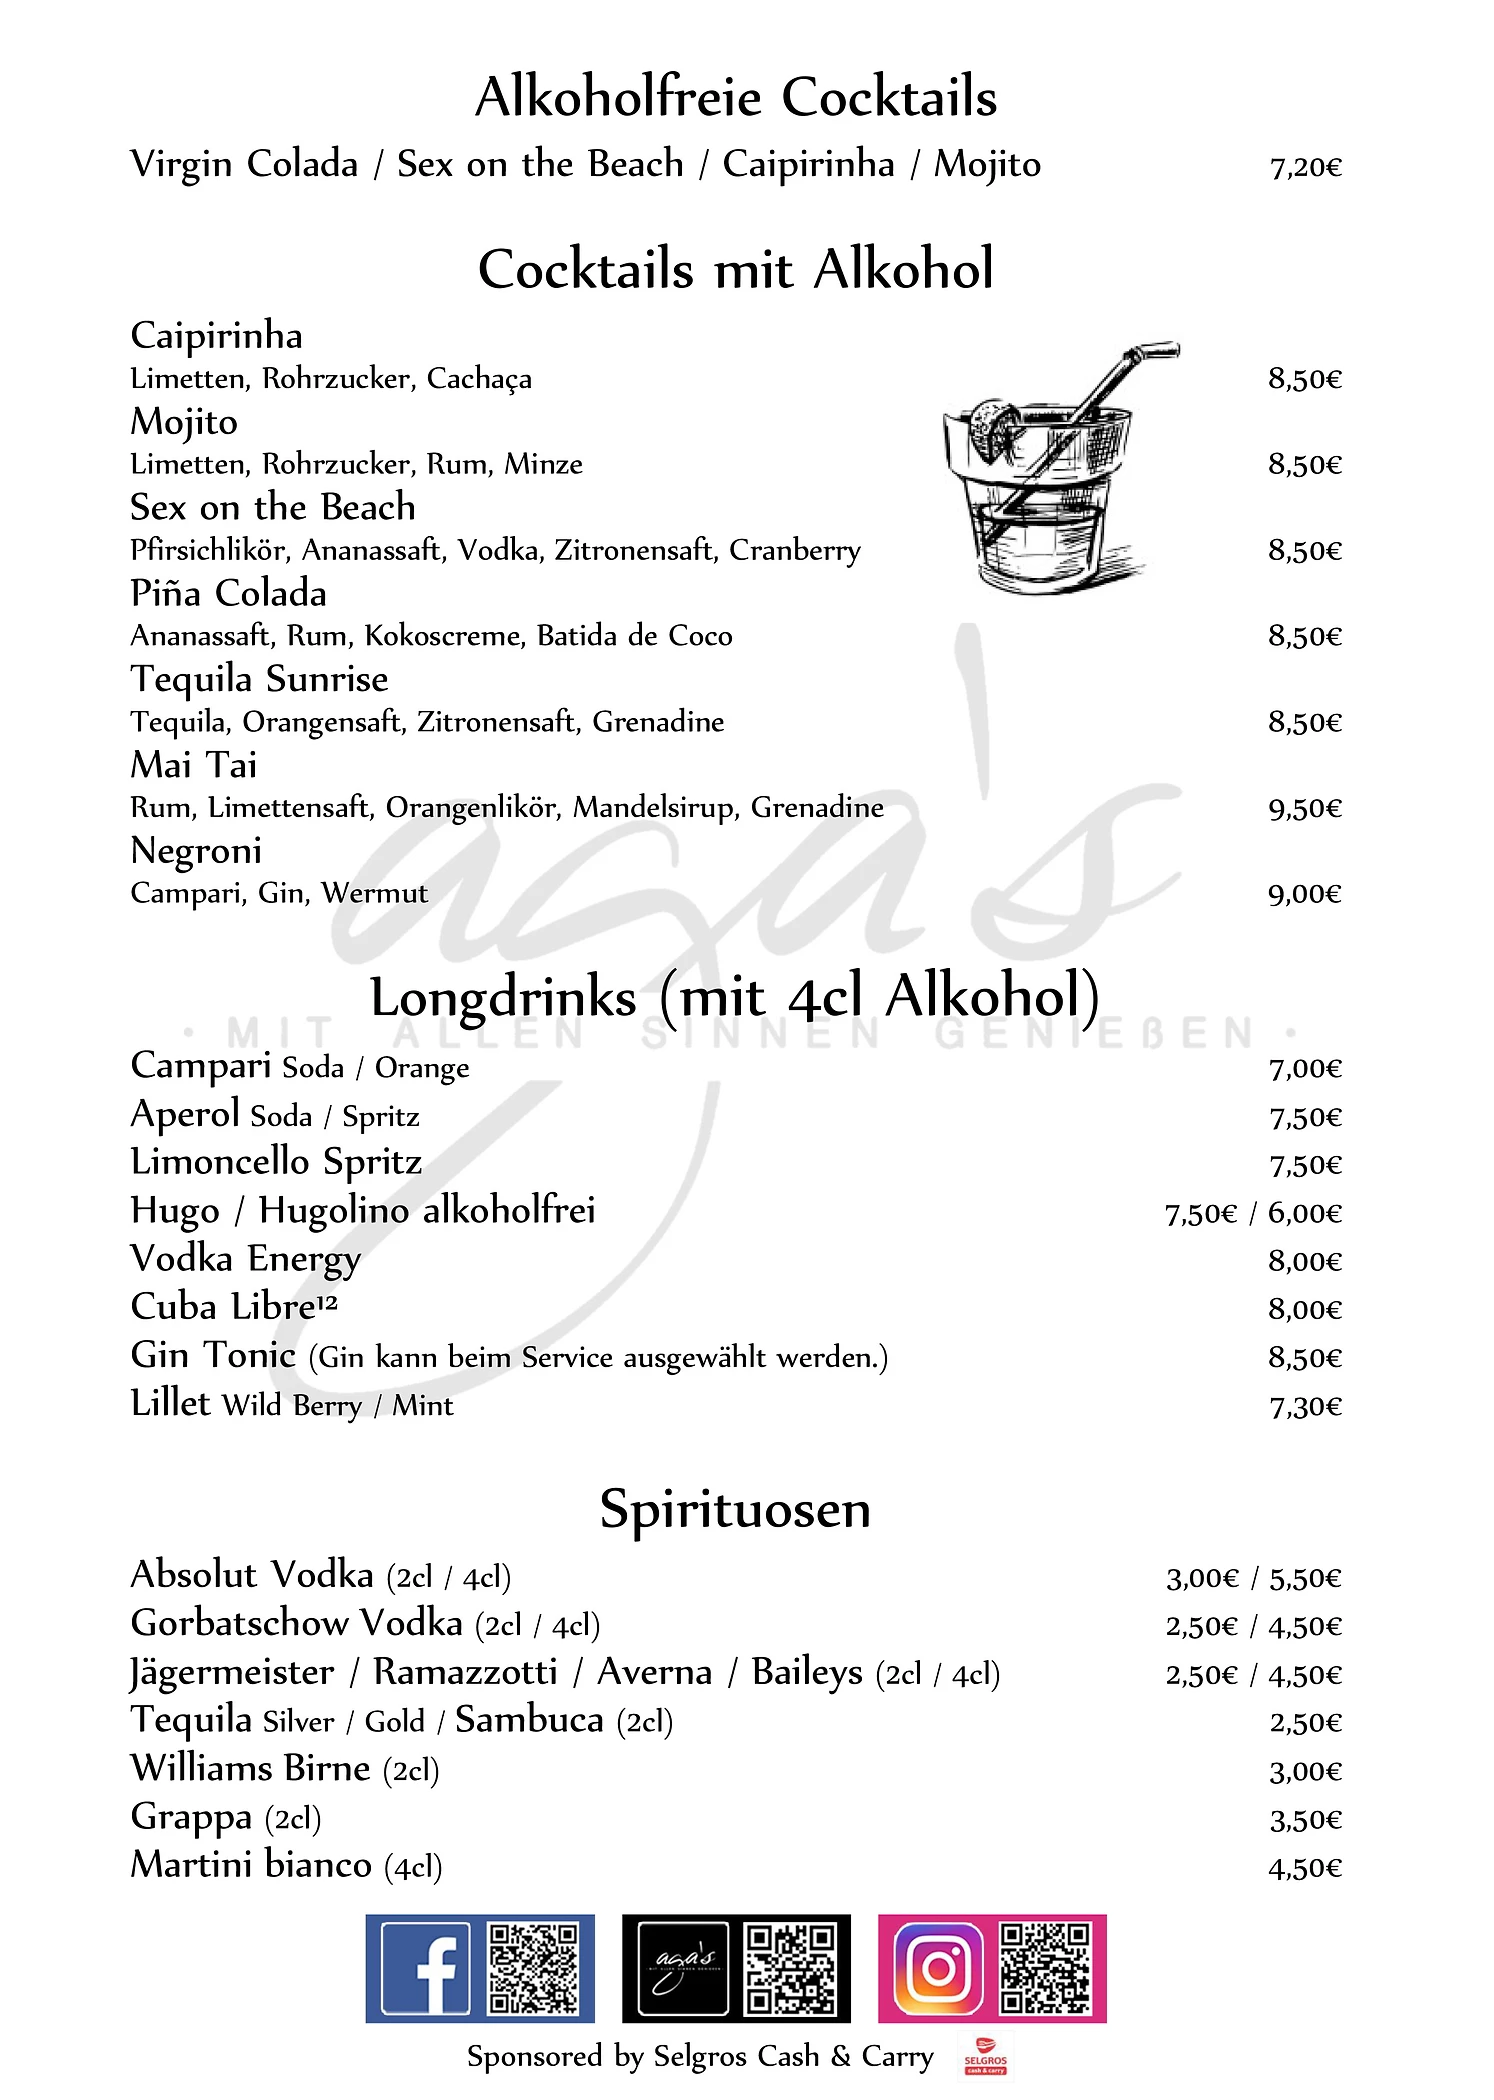 Alkoholfreie Cocktails
Virgin Colada / Sex on the Beach / Caipirinha / Mojito 7,20€
Cocktails mit Alkohol
Caipirinha
Limetten, Rohrzucker, Cachaça 8,50€
Mojito
Limetten, Rohrzucker, Rum, Minze 8,50€
Sex on the Beach
Pfirsichlikör, Ananassaft, Vodka, Zitronensaft, Cranberry 8,50€
Piña Colada
Ananassaft, Rum, Kokoscreme, Batida de Coco 8,50€
Tequila Sunrise
Tequila, Orangensaft, Zitronensaft, Grenadine 8,50€
Mai Tai
Rum, Limettensaft, Orangenlikör, Mandelsirup, Grenadine 9,50€
Negroni
Campari, Gin, Wermut 9,00€
aga's
Longdrinks (mit 4cl Alkohol)
· MIT ALLEN SINNEN GENIEßEN ·
Campari Soda / Orange 7,00€
Aperol Soda / Spritz 7,50€
Limoncello Spritz 7,50€
Hugo / Hugolino alkoholfrei 7,50€ / 6,00€
Vodka Energy 8,00€
Cuba Libre¹² 8,00€
Gin Tonic (Gin kann beim Service ausgewählt werden.) 8,50€
Lillet Wild Berry / Mint 7,30€
Spirituosen
Absolut Vodka (2cl / 4cl) 3,00€ / 5,50€
Gorbatschow Vodka (2cl / 4cl) 2,50€ / 4,50€
Jägermeister / Ramazzotti / Averna / Baileys (2cl / 4cl) 2,50€ / 4,50€
Tequila Silver / Gold / Sambuca (2cl) 2,50€
Williams Birne (2cl) 3,00€
Grappa (2cl) 3,50€
Martini bianco (4cl) 4,50€
aga's
· MIT ALLEN SINNEN GENIEßEN ·
Sponsored by Selgros Cash & Carry
SELGROS
cash & carry